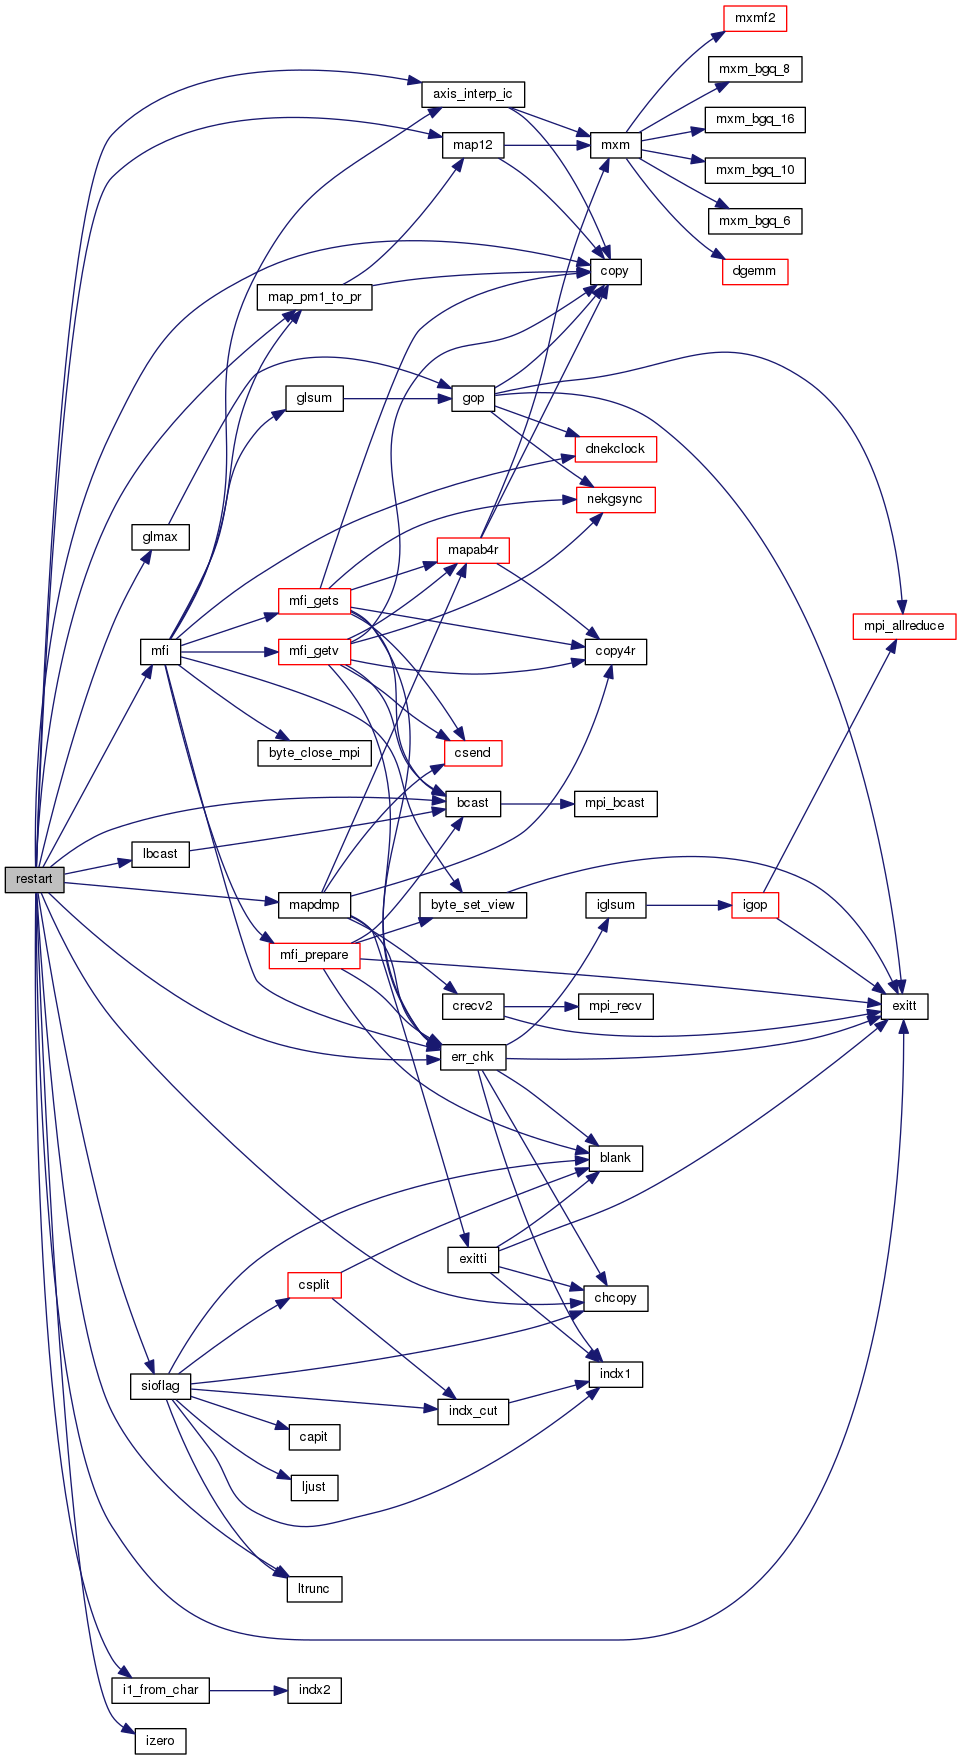 mxmf2
mxm_bgq_8
axis_interp_ic
mxm_bgq_16
map12
mxm
mxm_bgq_10
mxm_bgq_6
copy
dgemm
map_pm1_to_pr
glsum
gop
dnekclock
nekgsync
glmax
mapab4r
mfi_gets
mpi_allreduce
mfi
mfi_getv
copy4r
byte_close_mpi
csend
bcast
mpi_bcast
lbcast
restart
mapdmp
byte_set_view
iglsum
igop
mfi_prepare
crecv2
mpi_recv
exitt
err_chk
blank
exitti
csplit
chcopy
indx1
sioflag
indx_cut
capit
ljust
ltrunc
i1_from_char
indx2
izero